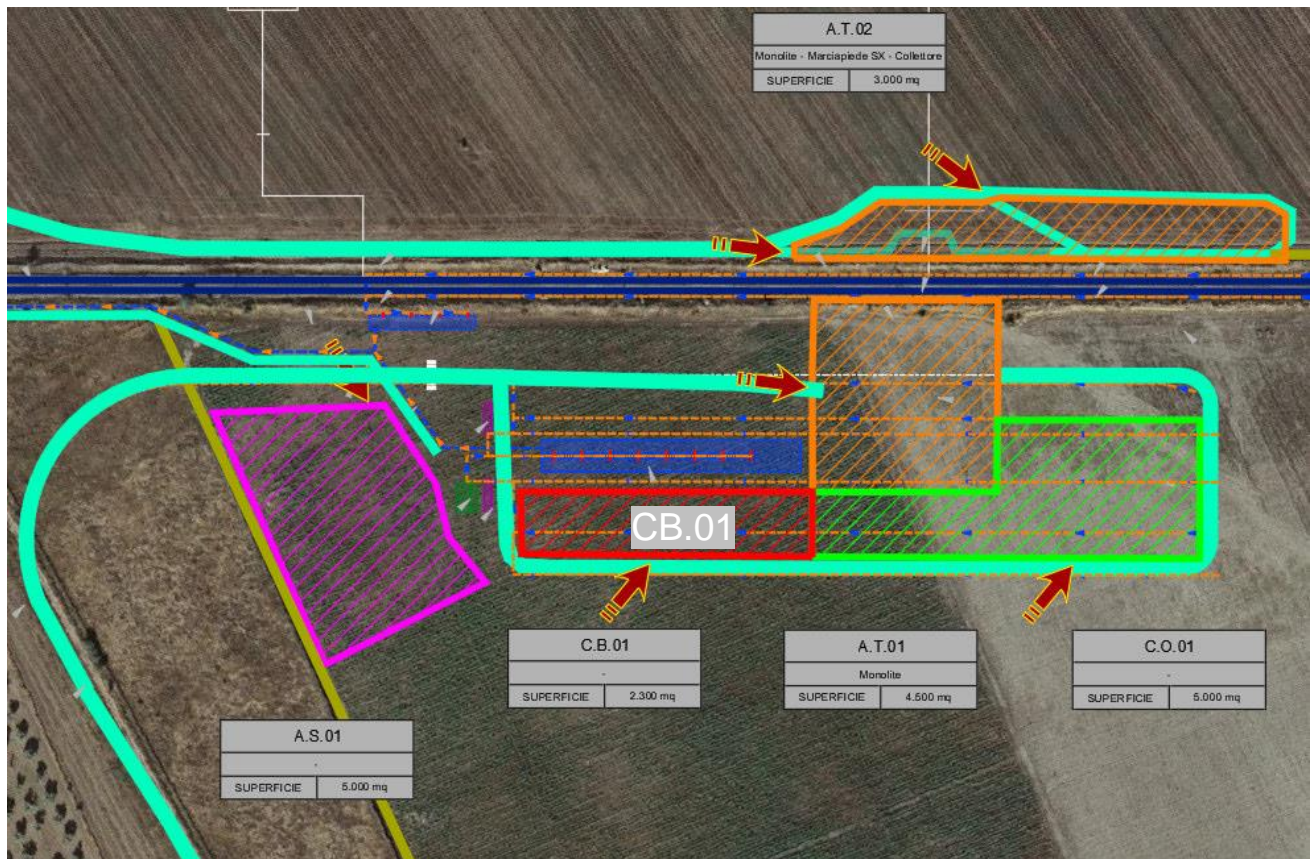 A.T.02
Monolite - Marciapiede SX - Collettore
SUPERFICIE 3.000 mq
CB.01
C.B.01
-
SUPERFICIE 2.300 mq
A.T.01
Monolite
SUPERFICIE 4.500 mq
C.O.01
-
SUPERFICIE 5.000 mq
A.S.01
-
SUPERFICIE 5.000 mq